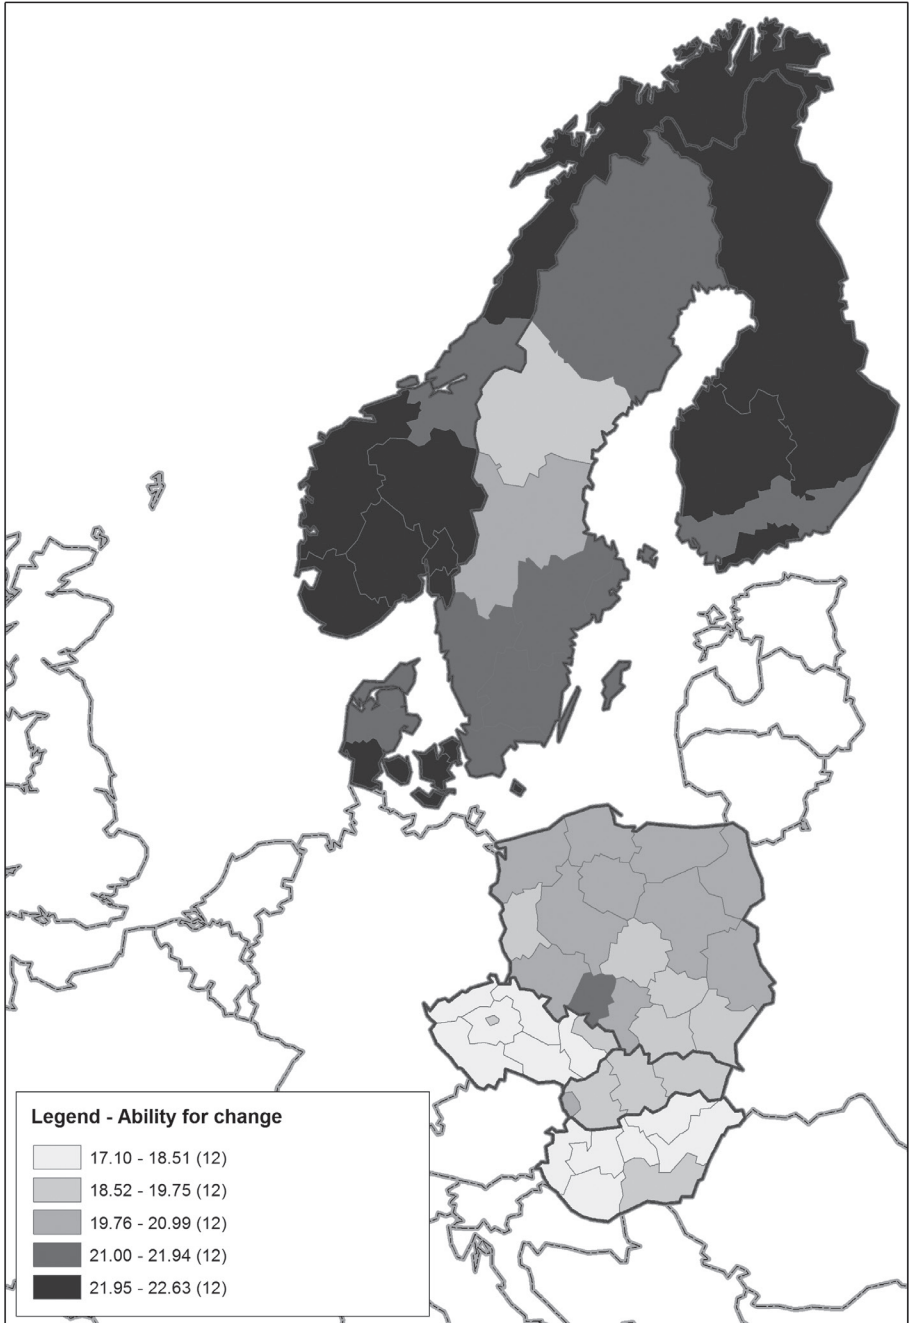 Legend - Ability for change
17.10 - 18.51 (12)
18.52 - 19.75 (12)
19.76 - 20.99 (12)
21.00 - 21.94 (12)
21.95 - 22.63 (12)